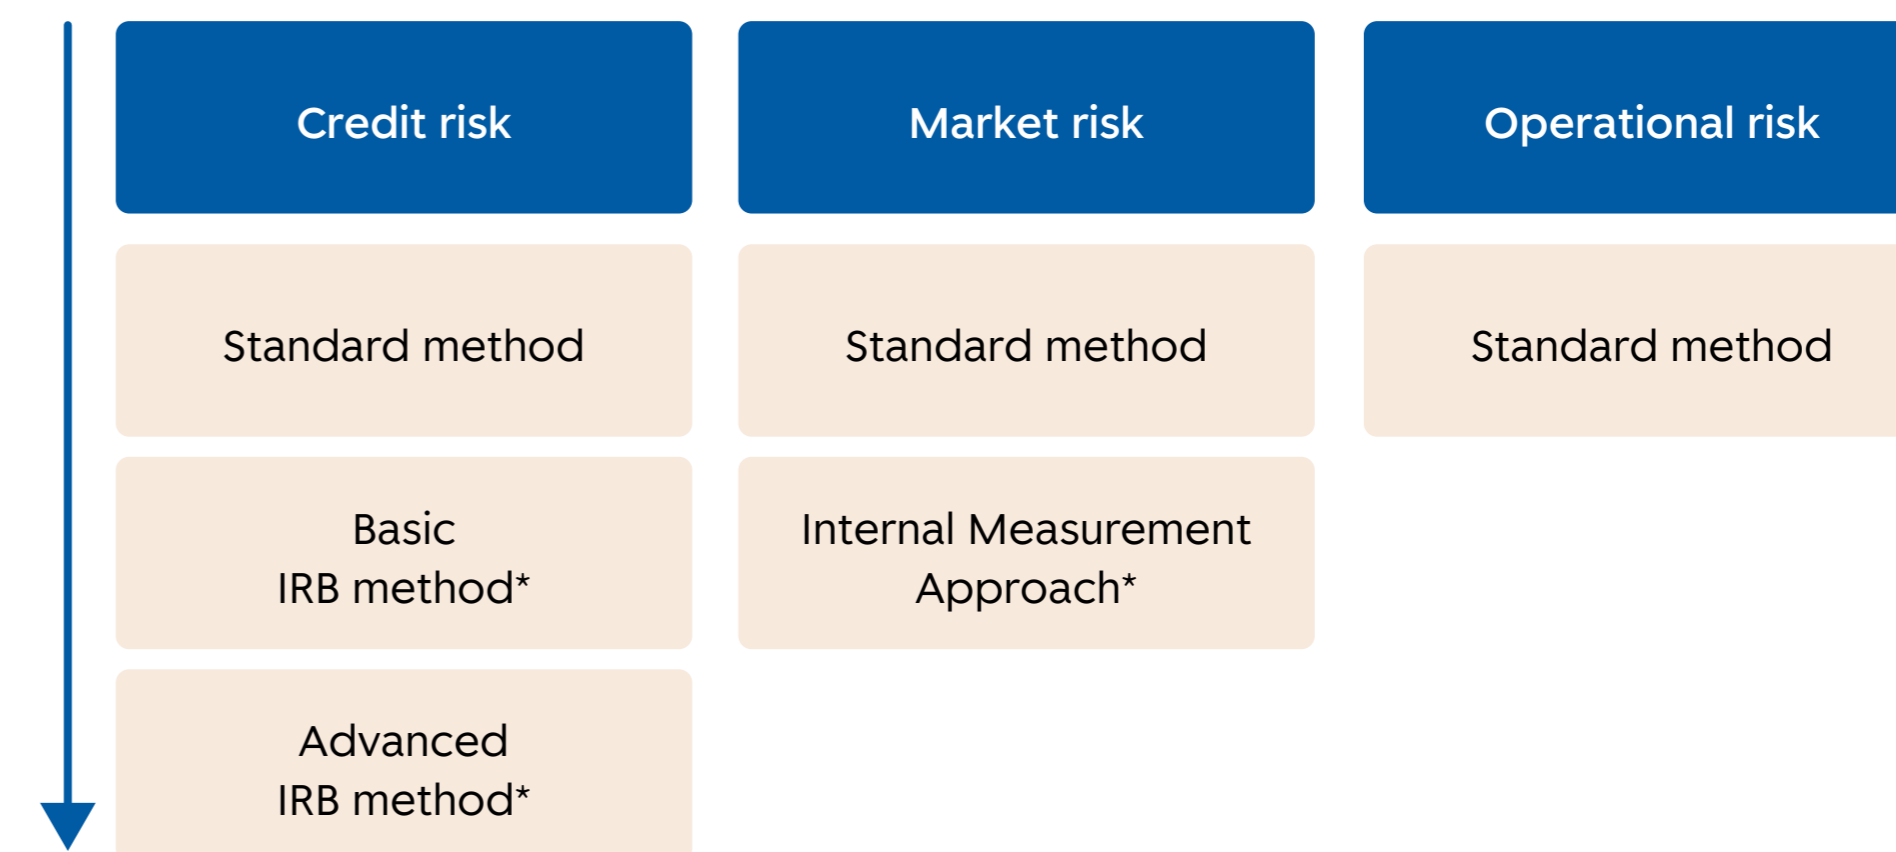 Credit risk
Market risk
Operational risk
Standard method
Standard method
Standard method
Basic
IRB method*
Internal Measurement
Approach*
Advanced
IRB method*